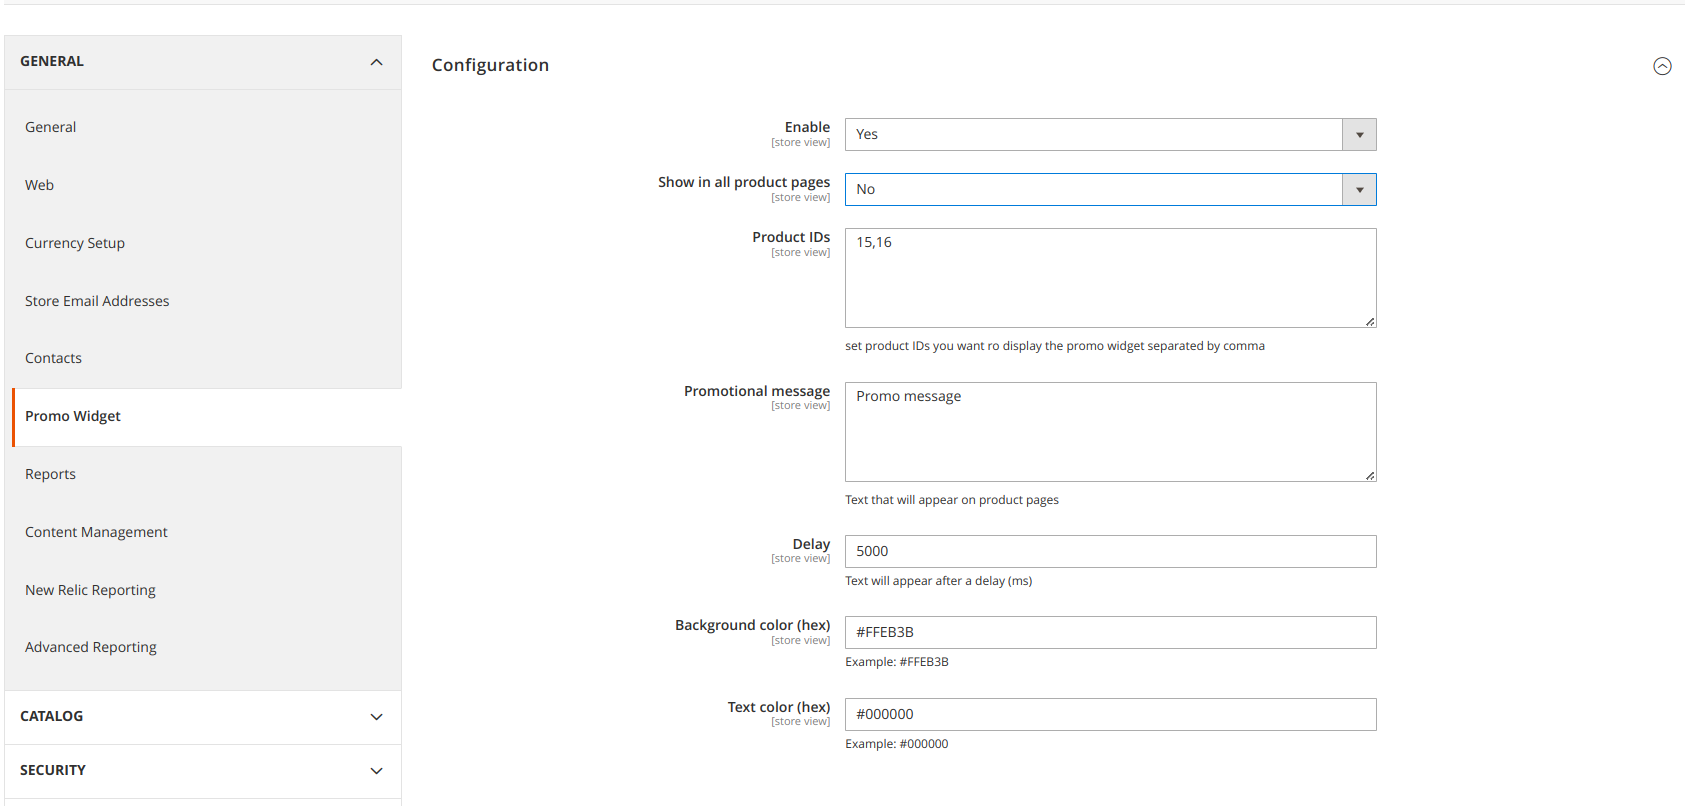 GENERAL
General
Web
Currency Setup
Store Email Addresses
Contacts
Promo Widget
Reports
Content Management
New Relic Reporting
Advanced Reporting
CATALOG
SECURITY
Configuration
Enable
[store view]
Yes
Show in all product pages
[store view]
No
Product IDs
[store view]
15,16
set product IDs you want ro display the promo widget separated by comma
Promotional message
[store view]
Promo message
Text that will appear on product pages
Delay
[store view]
5000
Text will appear after a delay (ms)
Background color (hex)
[store view]
#FFEB3B
Example: #FFEB3B
Text color (hex)
[store view]
#000000
Example: #000000